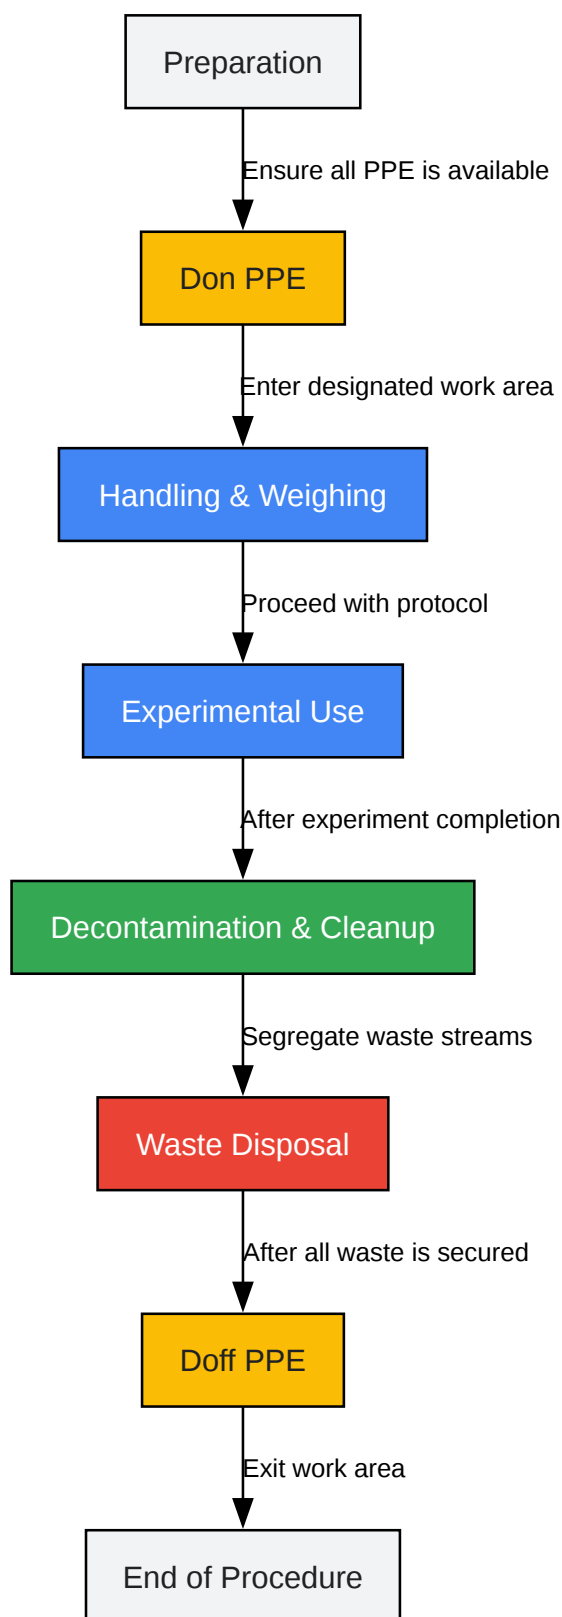 Preparation
Ensure all PPE is available
Don PPE
Enter designated work area
Handling & Weighing
Proceed with protocol
Experimental Use
After experiment completion
Decontamination & Cleanup
Segregate waste streams
Waste Disposal
After all waste is secured
Doff PPE
Exit work area
End of Procedure